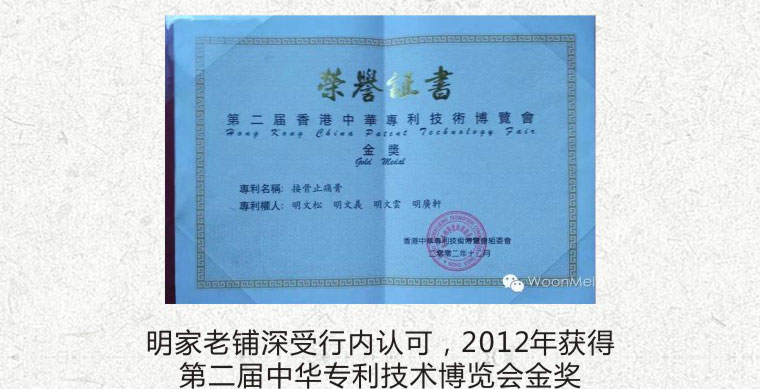 荣譽証書
第二屆香港中華專利技術博覽會
Hong Kong China Patent Technology Fair
金獎
Gold Medal
專利名稱: 接骨止痛膏
專利權人: 明文松 明文義 明文雲 明廣軒
香港中華專利技術博覽會組委會
二零零二年十二月
WoonMei
明家老铺深受行内认可，2012年获得
第二届中华专利技术博览会金奖